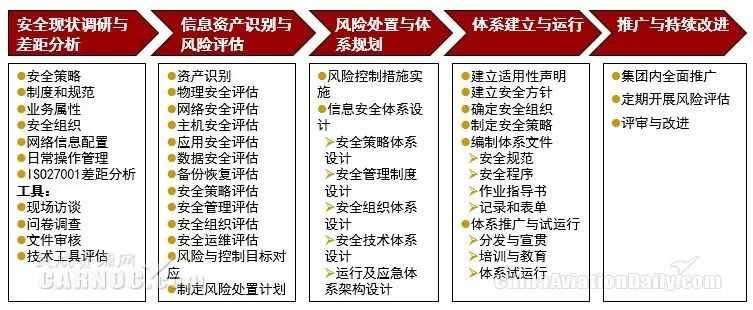 安全现状调研与
差距分析
安全策略
制度和规范
业务属性
安全组织
网络信息配置
日常操作管理
ISO27001差距分析
工具:
现场访谈
问卷调查
文件审核
技术工具评估
信息资产识别与
风险评估
资产识别
物理安全评估
网络安全评估
主机安全评估
应用安全评估
数据安全评估
备份恢复评估
安全策略评估
安全管理评估
安全组织评估
安全运维评估
风险与控制目标对
应
制定风险处置计划
风险处置与体
系规划
风险控制措施实
施
信息安全体系设
计
安全策略体系
设计
安全管理制度
设计
安全组织体系
设计
安全技术体系
设计
运行及应急体
系架构设计
体系建立与运行
建立适用性声明
建立安全方针
确定安全组织
制定安全策略
编制体系文件
安全规范
安全程序
作业指导书
记录和表单
体系推广与试运行
分发与宣贯
培训与教育
体系试运行
推广与持续改进
集团内全面推广
定期开展风险评估
评审与改进
CARNOC.com
ChinaAviationDaily.com